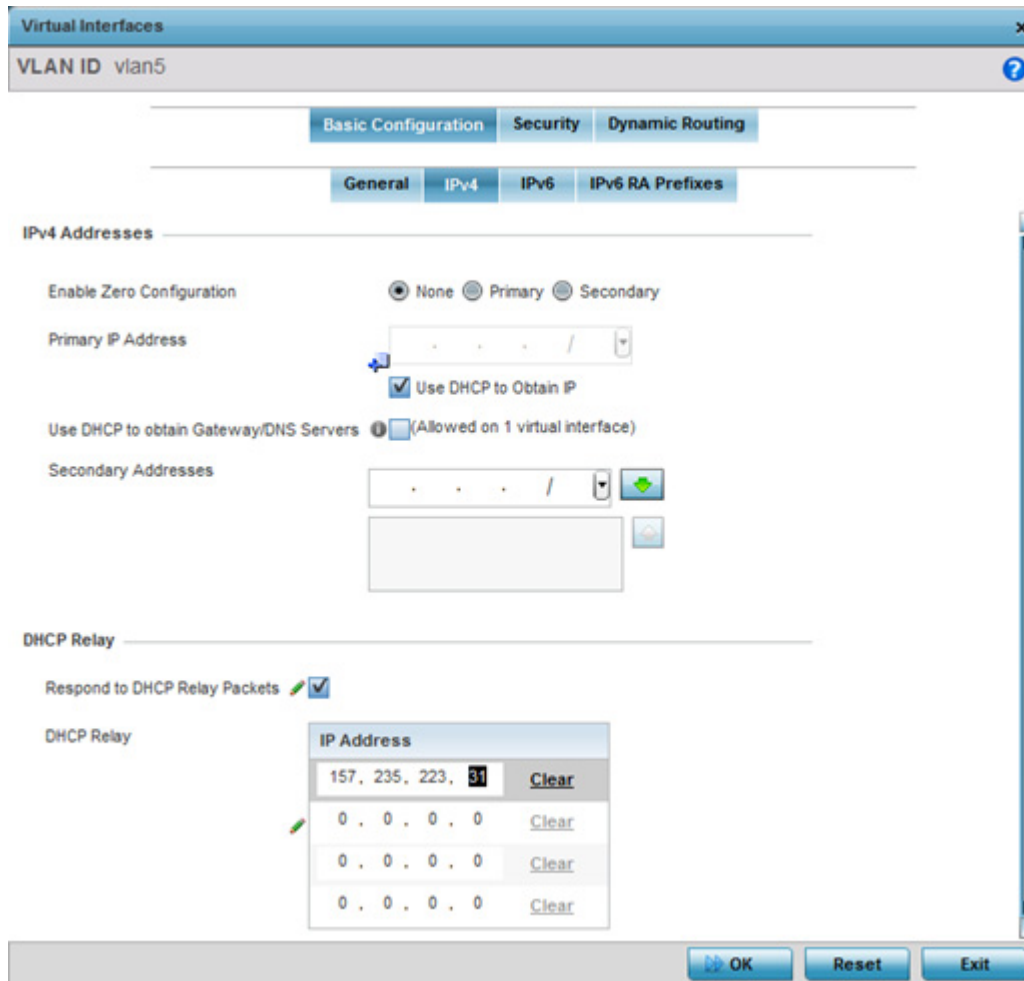 Virtual Interfaces x
VLAN ID vlan5 ?
Basic Configuration Security Dynamic Routing
General IPv4 IPv6 IPv6 RA Prefixes
IPv4 Addresses
Enable Zero Configuration None Primary Secondary
Primary IP Address . . . /
Use DHCP to Obtain IP
Use DHCP to obtain Gateway/DNS Servers (Allowed on 1 virtual interface)
Secondary Addresses . . . /
DHCP Relay
Respond to DHCP Relay Packets
DHCP Relay
IP Address
157. 235. 223. 31 Clear
0 . 0 . 0 . 0 Clear
0 . 0 . 0 . 0 Clear
0 . 0 . 0 . 0 Clear
OK Reset Exit